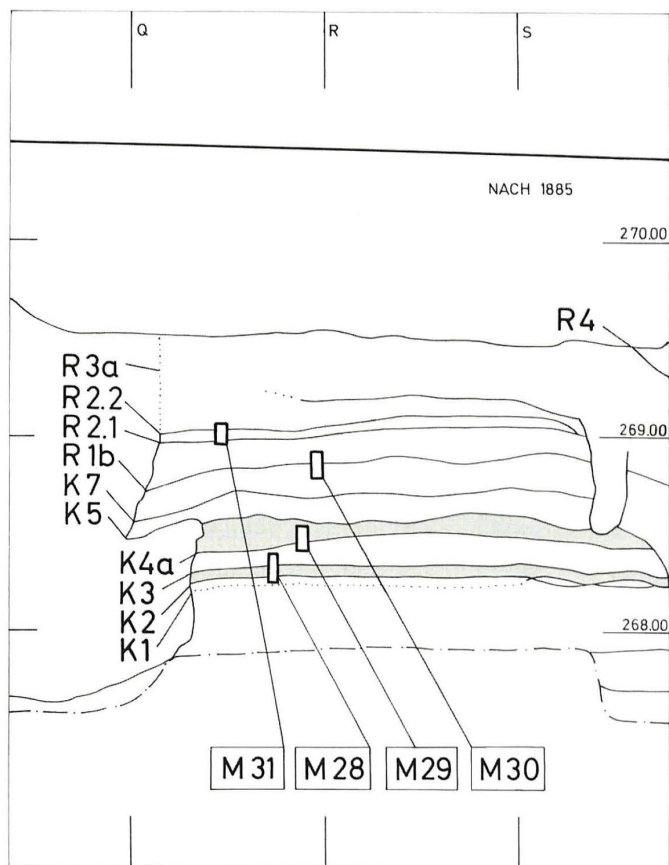 Q R S
NACH 1885
270.00
R4
R3a
R2.2
R2.1
269.00
R1b
K7
K5
K4a
K3
K2
268.00
K1
M31 M28 M29 M30